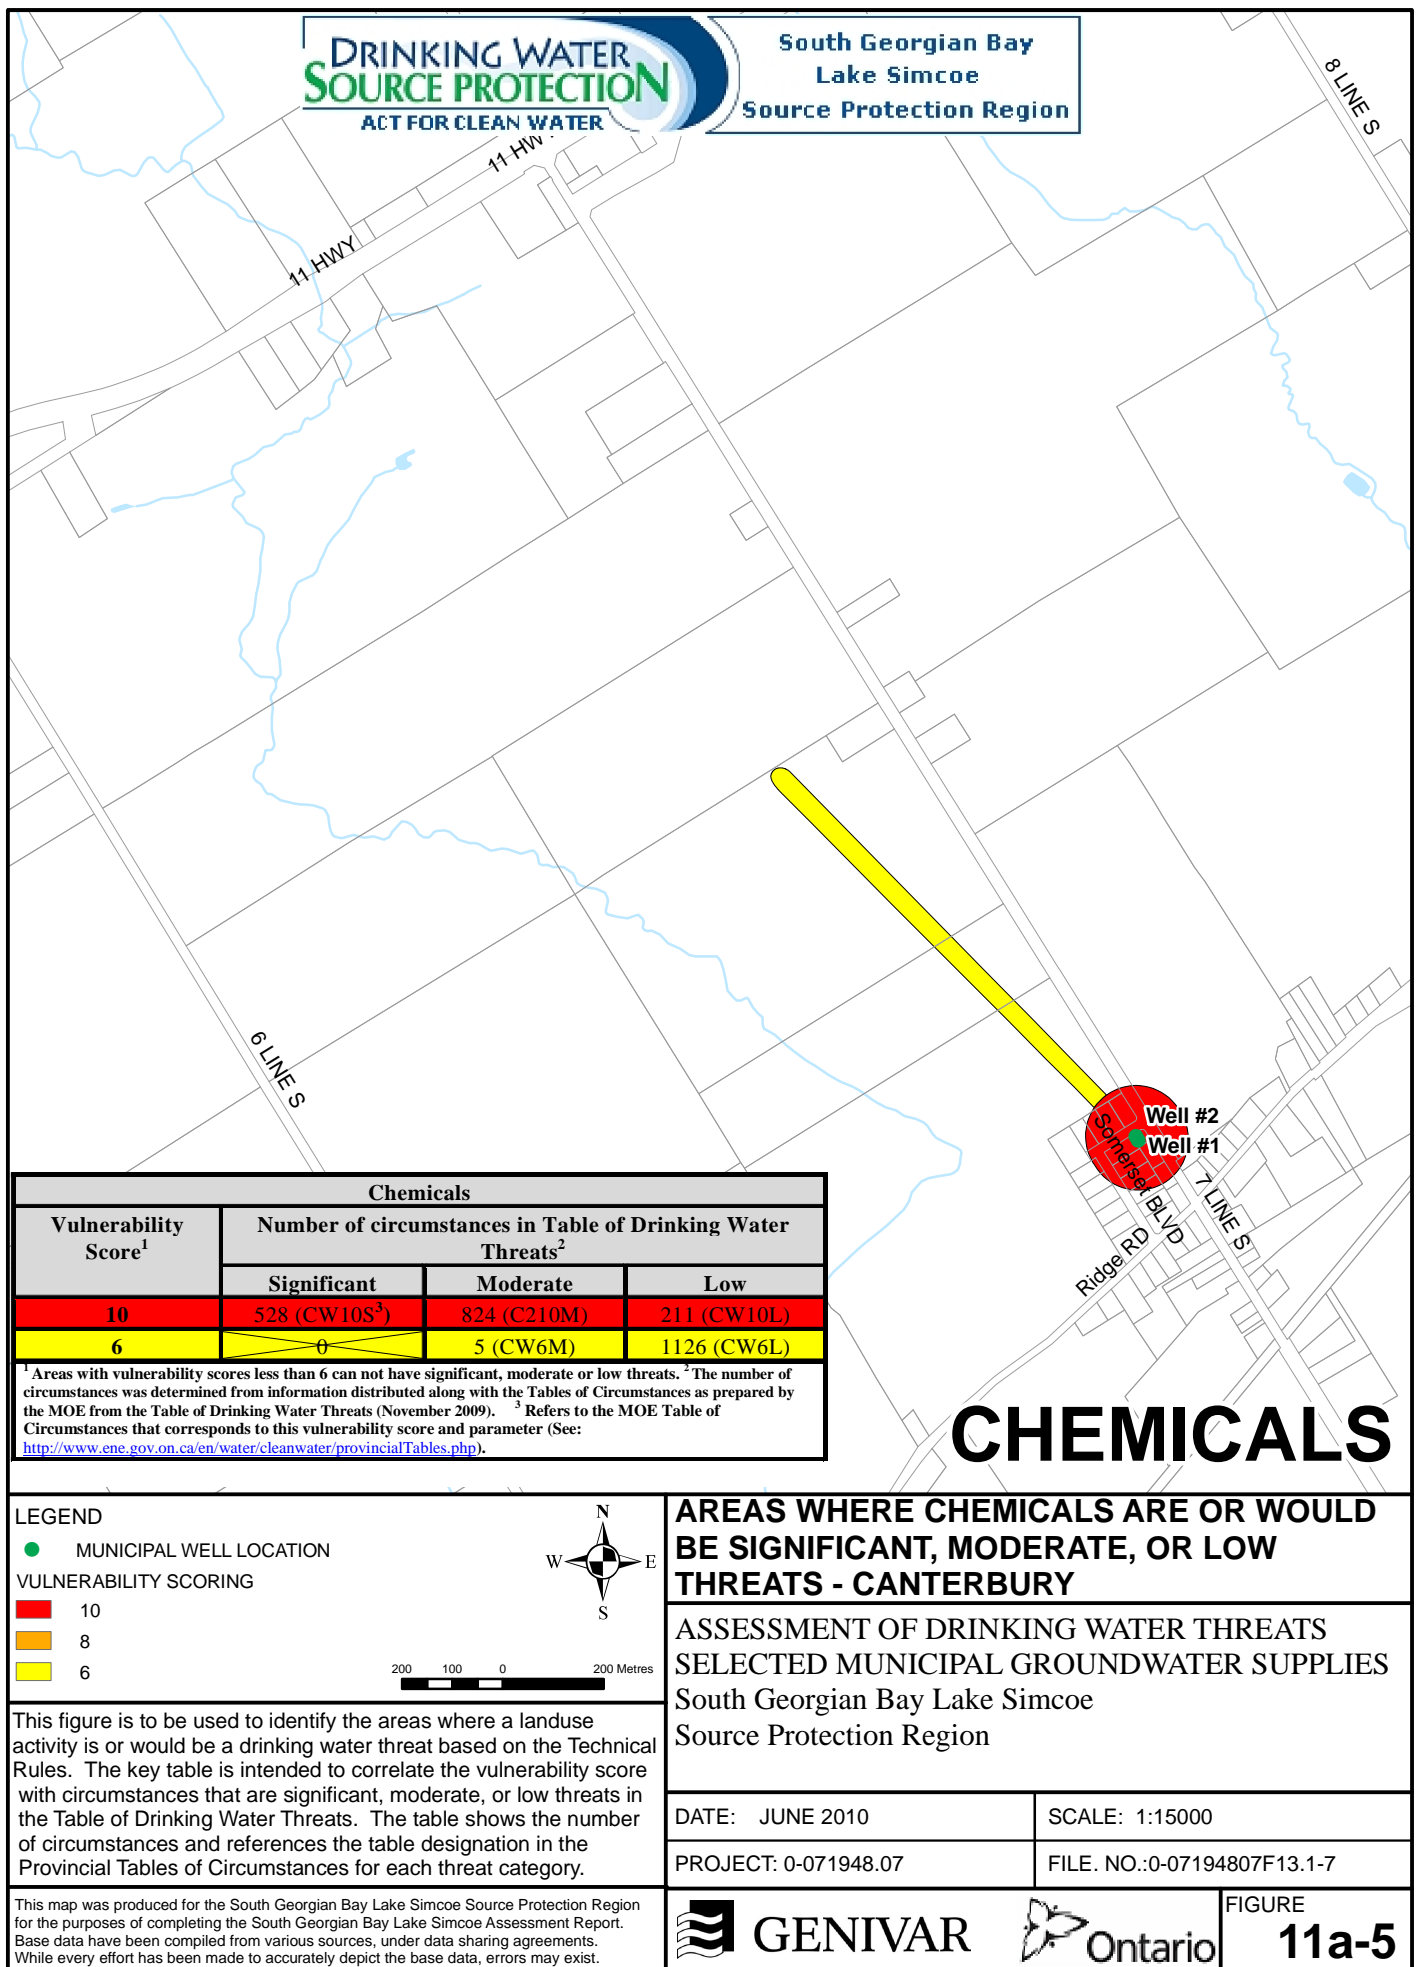 DRINKING WATER
SOURCE PROTECTION
ACT FOR CLEAN WATER
South Georgian Bay
Lake Simcoe
Source Protection Region
8 LINE S
11 HWY
11 HWY
6 LINE S
Well #2
Well #1
Somerset BLVD
7 LINE S
Ridge RD
Chemicals
Vulnerability Score1
Number of circumstances in Table of Drinking Water Threats2
Significant Moderate Low
10 528 (CW10S3) 824 (C210M) 211 (CW10L)
6 0 5 (CW6M) 1126 (CW6L)
1 Areas with vulnerability scores less than 6 can not have significant, moderate or low threats. 2 The number of
circumstances was determined from information distributed along with the Tables of Circumstances as prepared by
the MOE from the Table of Drinking Water Threats (November 2009). 3 Refers to the MOE Table of
Circumstances that corresponds to this vulnerability score and parameter (See:
http://www.ene.gov.on.ca/en/water/cleanwater/provincialTables.php).
CHEMICALS
LEGEND
MUNICIPAL WELL LOCATION
VULNERABILITY SCORING
10
8
6
N
W E
S
200 100 0 200 Metres
This figure is to be used to identify the areas where a landuse
activity is or would be a drinking water threat based on the Technical
Rules. The key table is intended to correlate the vulnerability score
with circumstances that are significant, moderate, or low threats in
the Table of Drinking Water Threats. The table shows the number
of circumstances and references the table designation in the
Provincial Tables of Circumstances for each threat category.
This map was produced for the South Georgian Bay Lake Simcoe Source Protection Region
for the purposes of completing the South Georgian Bay Lake Simcoe Assessment Report.
Base data have been compiled from various sources, under data sharing agreements.
While every effort has been made to accurately depict the base data, errors may exist.
AREAS WHERE CHEMICALS ARE OR WOULD
BE SIGNIFICANT, MODERATE, OR LOW
THREATS - CANTERBURY
ASSESSMENT OF DRINKING WATER THREATS
SELECTED MUNICIPAL GROUNDWATER SUPPLIES
South Georgian Bay Lake Simcoe
Source Protection Region
DATE: JUNE 2010
SCALE: 1:15000
PROJECT: 0-071948.07
FILE. NO.:0-07194807F13.1-7
GENIVAR
Ontario
FIGURE
11a-5